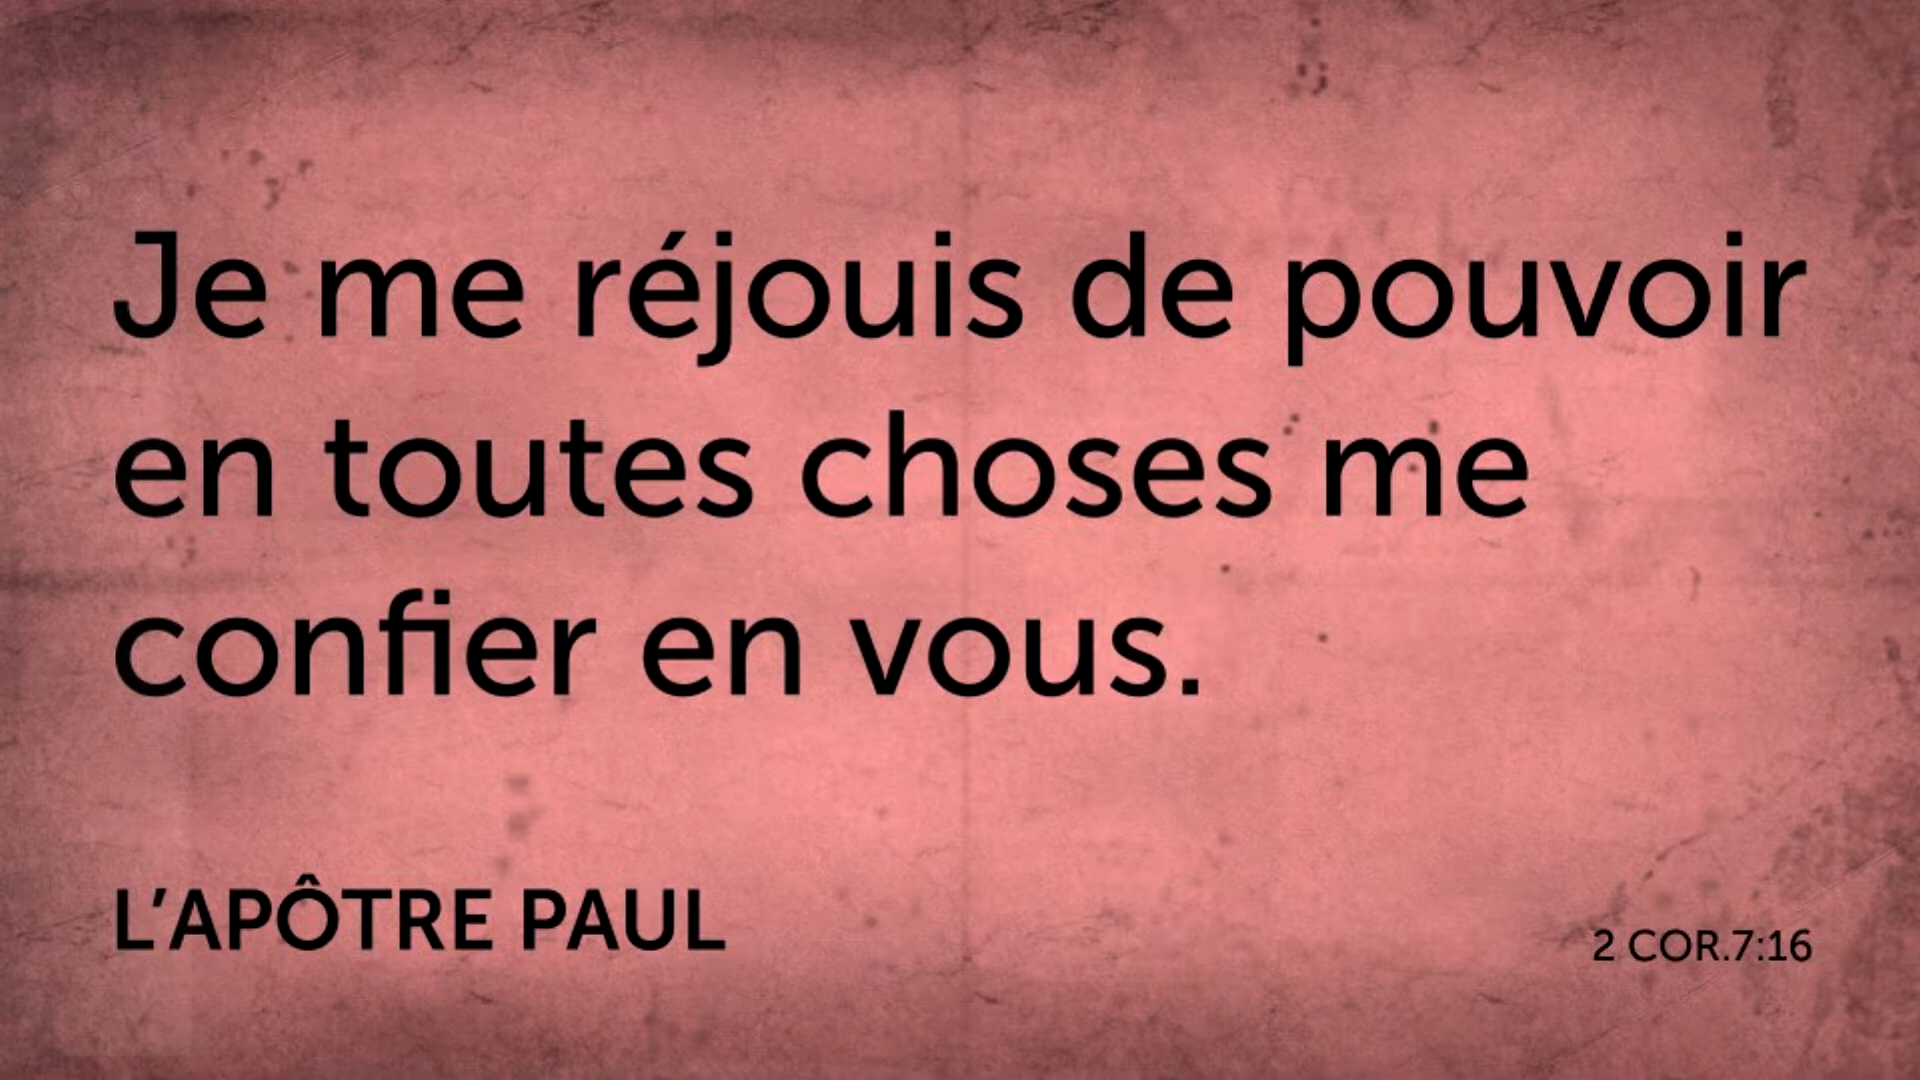 Je me réjouis de pouvoir
en toutes choses me
confier en vous.
L'APÔTRE PAUL
2 COR.7:16